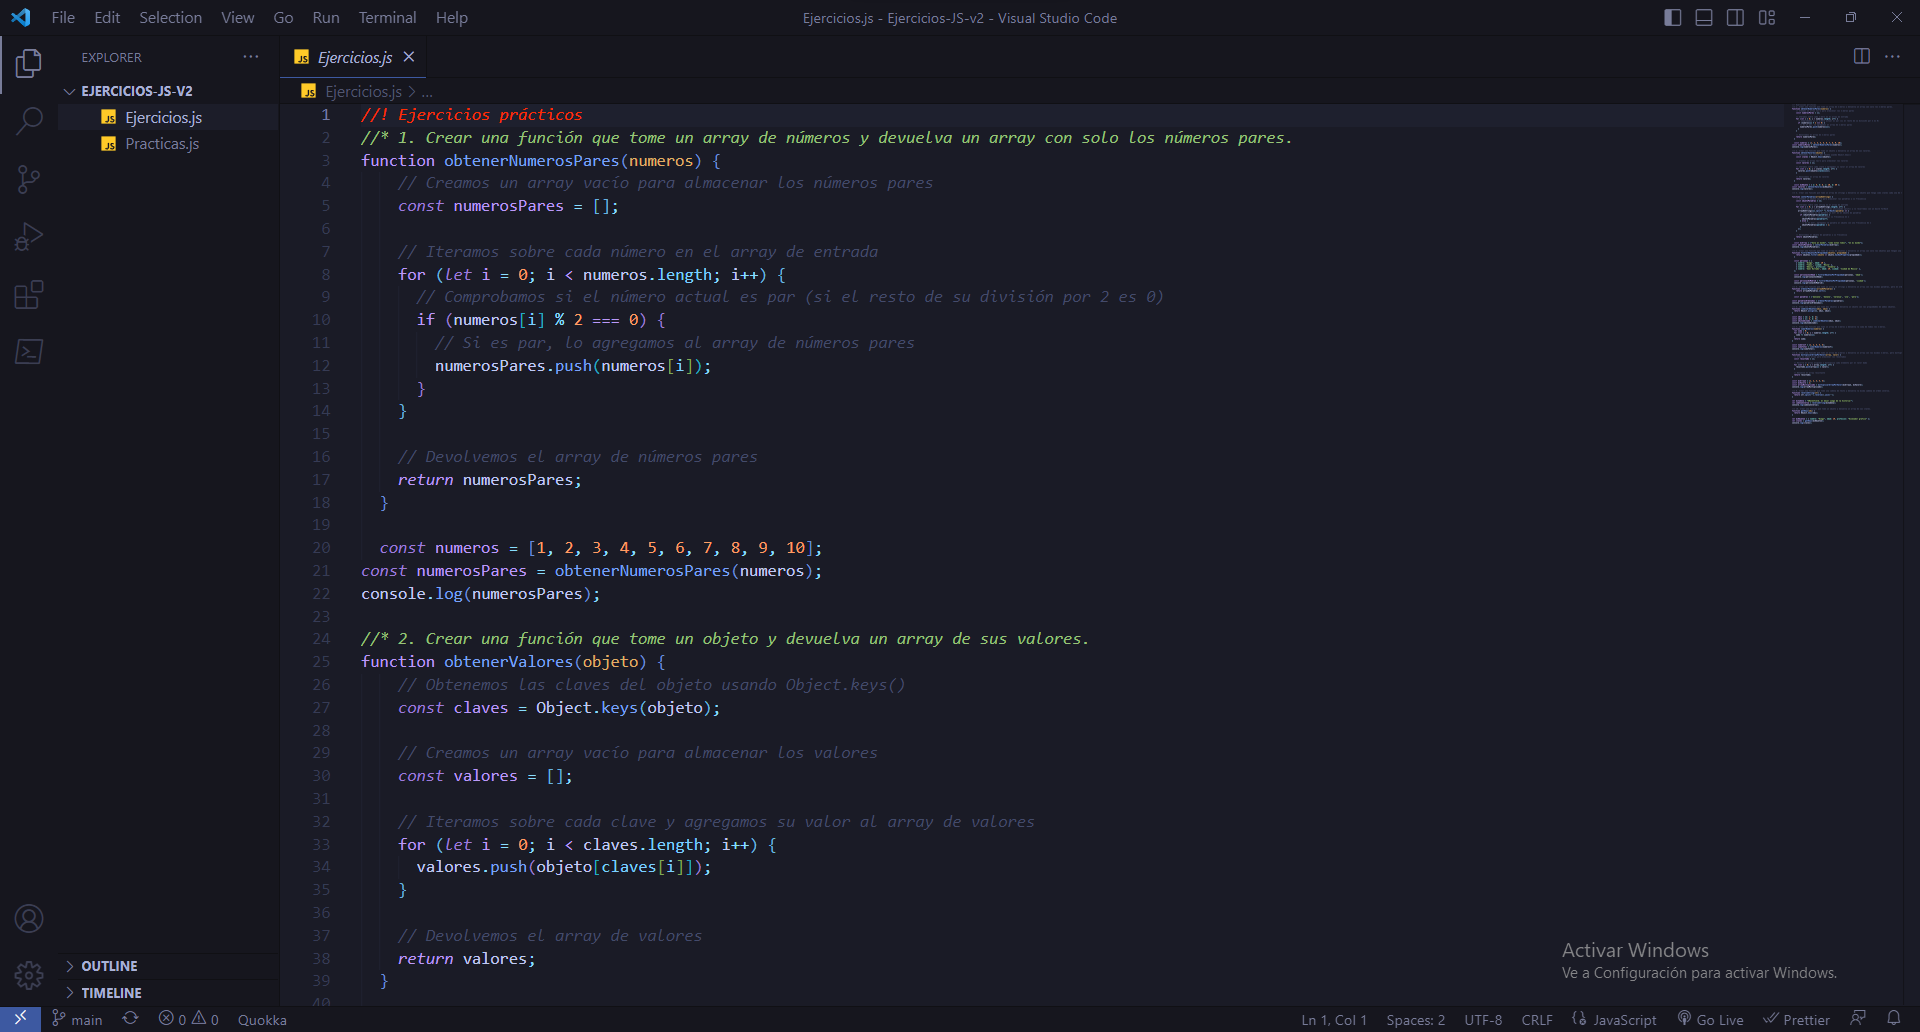 File Edit Selection View Go Run Terminal Help
Ejercicios.js - Ejercicios-JS-v2 - Visual Studio Code
EXPLORER
EJERCICIOS-JS-V2
JS Ejercicios.js
JS Practicas.js
OUTLINE
TIMELINE
JS Ejercicios.js
JS Ejercicios.js > ...
1 //! Ejercicios prácticos
2 //* 1. Crear una función que tome un array de números y devuelva un array con solo los números pares.
3 function obtenerNumerosPares(numeros) {
4 // Creamos un array vacío para almacenar los números pares
5 const numerosPares = [];
6
7 // Iteramos sobre cada número en el array de entrada
8 for (let i = 0; i < numeros.length; i++) {
9 // Comprobamos si el número actual es par (si el resto de su división por 2 es 0)
10 if (numeros[i] % 2 === 0) {
11 // Si es par, lo agregamos al array de números pares
12 numerosPares.push(numeros[i]);
13 }
14 }
15
16 // Devolvemos el array de números pares
17 return numerosPares;
18 }
19
20 const numeros = [1, 2, 3, 4, 5, 6, 7, 8, 9, 10];
21 const numerosPares = obtenerNumerosPares(numeros);
22 console.log(numerosPares);
23
24 //* 2. Crear una función que tome un objeto y devuelva un array de sus valores.
25 function obtenerValores(objeto) {
26 // Obtenemos las claves del objeto usando Object.keys()
27 const claves = Object.keys(objeto);
28
29 // Creamos un array vacío para almacenar los valores
30 const valores = [];
31
32 // Iteramos sobre cada clave y agregamos su valor al array de valores
33 for (let i = 0; i < claves.length; i++) {
34 valores.push(objeto[claves[i]]);
35 }
36
37 // Devolvemos el array de valores
38 return valores;
39 }
40
Activar Windows
Ve a Configuración para activar Windows.
main 0 0 Quokka
Ln 1, Col 1 Spaces: 2 UTF-8 CRLF {} JavaScript Go Live Prettier